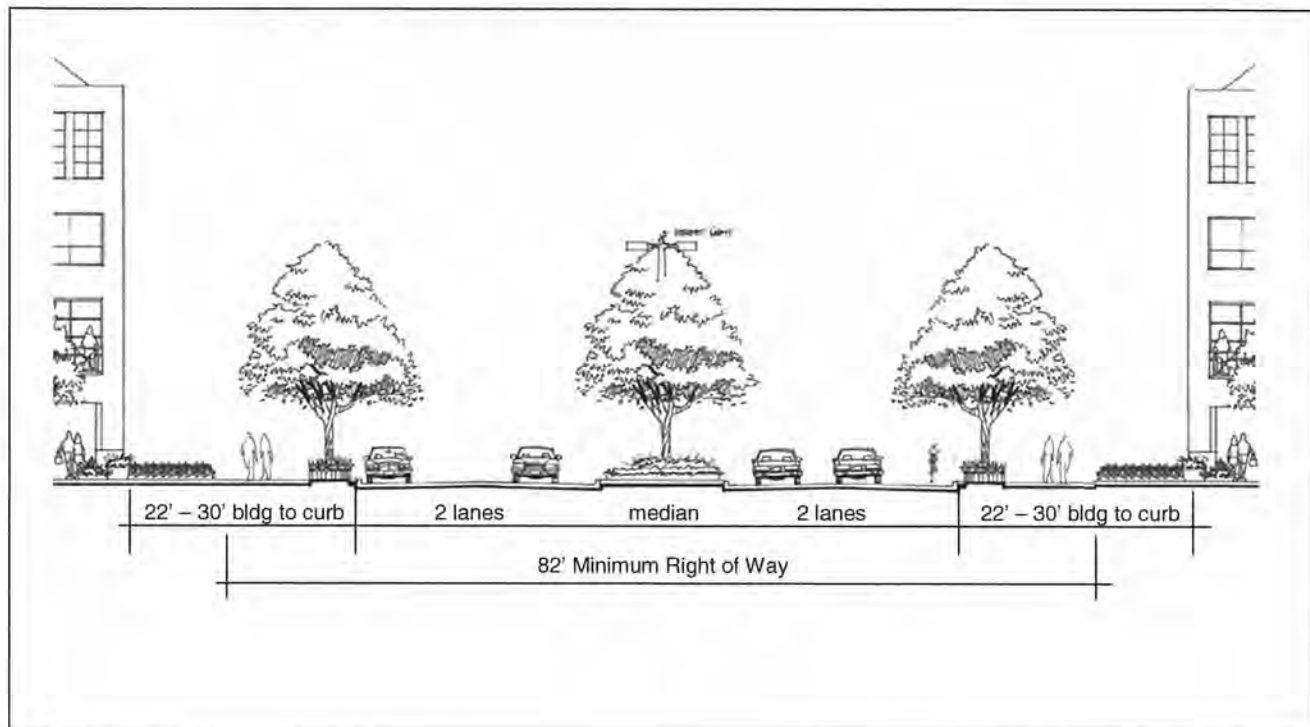 22' – 30' bldg to curb
2 lanes
median
2 lanes
22' – 30' bldg to curb
82' Minimum Right of Way